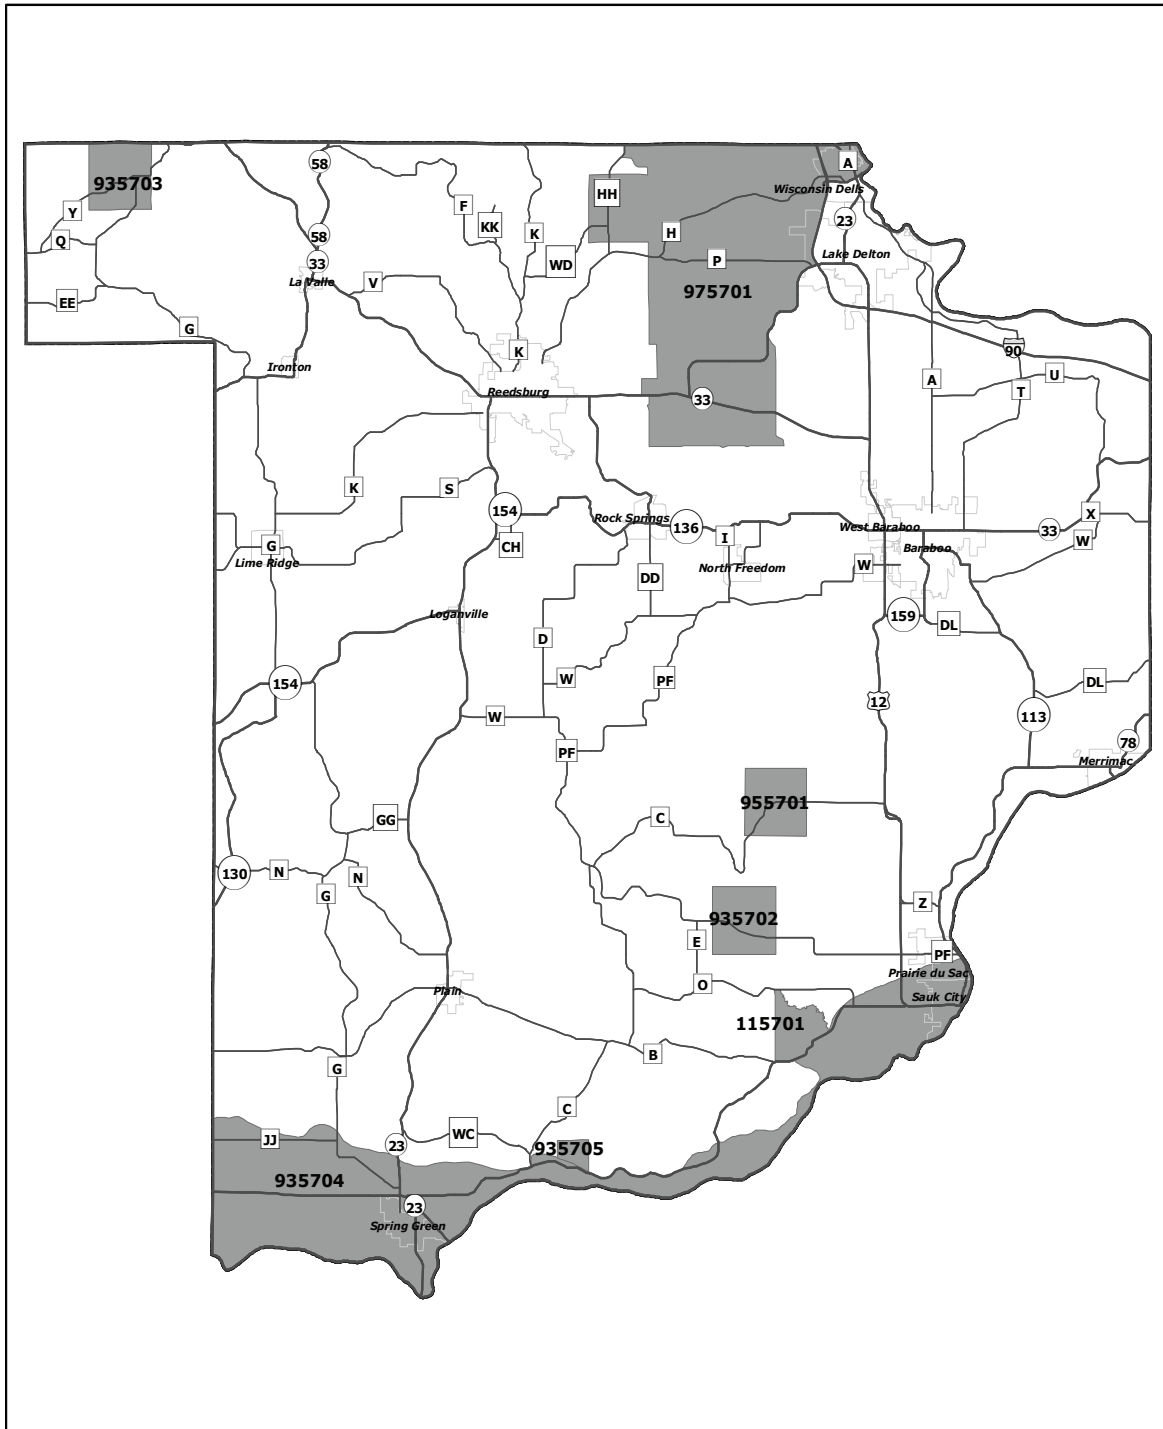 58
A
935703
Wisconsin Dells
HH
F
Y
23
KK
H
K
58
Q
Lake Delton
P
33
WD
La Valle
V
975701
EE
G
90
K
Ironton
U
A
T
Reedsburg
33
K
S
154
X
Rock Springs
136
West Baraboo
33
I
W
CH
G
Baraboo
Lime Ridge
North Freedom
W
DD
Loganville
159
DL
D
W
PF
154
DL
12
W
113
78
PF
Merrimac
955701
C
GG
130
N
N
G
Z
935702
E
PF
Prairie du Sac
O
Plain
Sauk City
115701
B
G
C
WC
JJ
23
935705
935704
23
Spring Green